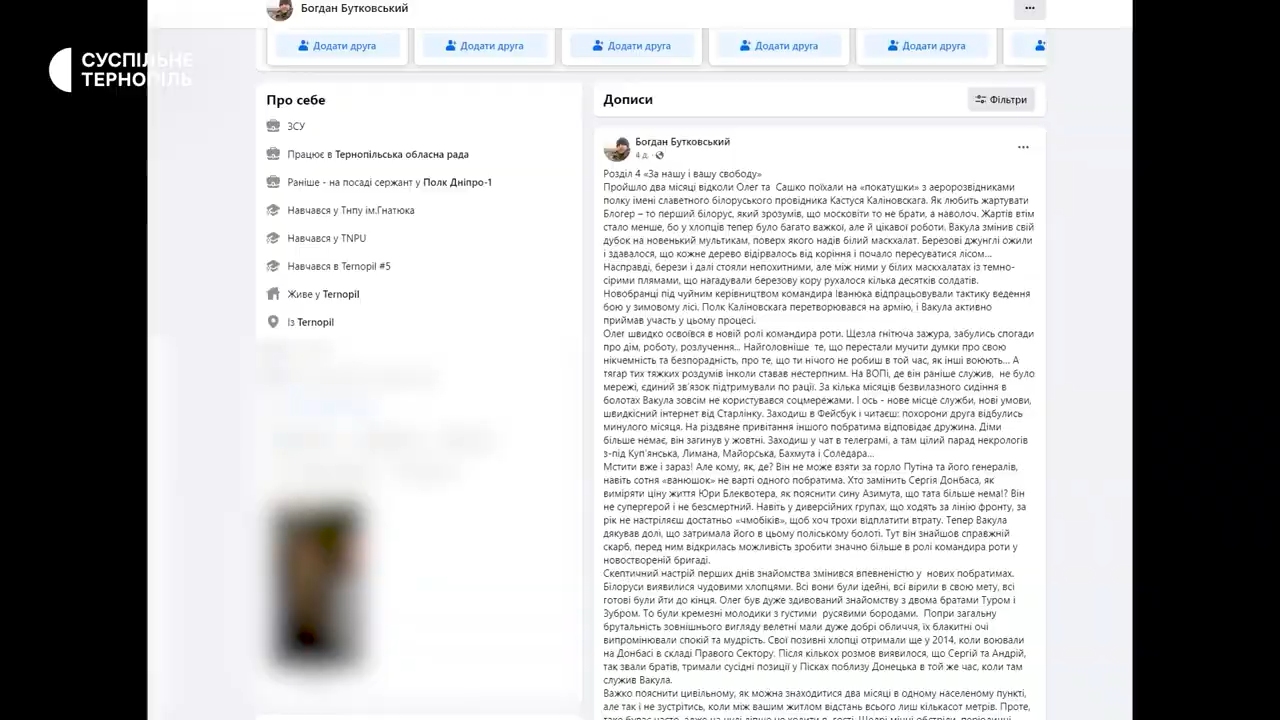 Богдан Бутковський
СУСПІЛЬНЕ
ТЕРНОПІЛЬ
Додати друга
Додати друга
Додати друга
Додати друга
Додати друга
Про себе
ЗСУ
Працює в Тернопільська обласна рада
Раніше - на посаді сержант у Полк Дніпро-1
Навчався у Тнпу ім.Гнатюка
Навчався у TNPU
Навчався в Ternopil #5
Живе у Ternopil
Із Ternopil
Дописи
Фільтри
Богдан Бутковський
4 д. ·
Розділ 4 «За нашу і вашу свободу»
Пройшло два місяці відколи Олег та Сашко поїхали на «покатушки» з аеророзвідниками
полку імені славетного білоруського провідника Кастуся Каліновскага. Як любить жартувати
Блогер – то перший білорус, який зрозумів, що московіти то не брати, а наволоч. Жартів втім
стало менше, бо у хлопців тепер було багато важкої, але й цікавої роботи. Вакула змінив свій
дубок на новенький мультикам, поверх якого надів білий маскхалат. Березові джунглі ожили
і здавалося, що кожне дерево відірвалось від коріння і почало пересуватися лісом...
Насправді, берези і далі стояли непохитними, але між ними у білих маскхалатах із темно-
сірими плямами, що нагадували березову кору рухалося кілька десятків солдатів.
Новобранці під чуйним керівництвом командира Іванюка відпрацьовували тактику ведення
бою у зимовому лісі. Полк Каліновскага перетворювався на армію, і Вакула активно
приймав участь у цьому процесі.
Олег швидко освоївся в новій ролі командира роти. Щезла гнітюча зажура, забулись спогади
про дім, роботу, розлучення... Найголовніше те, що перестали мучити думки про свою
нікчемність та безпорадність, про те, що ти нічого не робиш в той час, як інші воюють... А
тягар тих тяжких роздумів інколи ставав нестерпним. На ВОПі, де він раніше служив, не було
мережі, єдиний зв'язок підтримували по рації. За кілька місяців безвилазного сидіння в
болотах Вакула зовсім не користувався соцмережами. І ось - нове місце служби, нові умови,
швидкісний інтернет від Старлінку. Заходиш в Фейсбук і читаєш: похорони друга відбулись
минулого місяця. На різдвяне привітання іншого побратима відповідає дружина. Діми
більше немає, він загинув у жовтні. Заходиш у чат в телеграмі, а там цілий парад некрологів
з-під Куп'янська, Лимана, Майорська, Бахмута і Соледара...
Мстити вже і зараз! Але кому, як, де? Він не може взяти за горло Путіна та його генералів,
навіть сотня «ванюшок» не варті одного побратима. Хто замінить Сергія Донбаса, як
виміряти ціну життя Юри Блеквотера, як пояснити сину Азимута, що тата більше нема!? Він
не супергерой і не безсмертний. Навіть у диверсійних групах, що ходять за лінію фронту, за
рік не настріляєш достатньо «чмобіків», щоб хоч трохи відплатити втрату. Тепер Вакула
дякував долі, що затримала його в цьому поліському болоті. Тут він знайшов справжній
скарб, перед ним відкрилась можливість зробити значно більше в ролі командира роти у
новоствореній бригаді.
Скептичний настрій перших днів знайомства змінився впевненістю у нових побратимах.
Білоруси виявилися чудовими хлопцями. Всі вони були ідейні, всі вірили в свою мету, всі
готові були йти до кінця. Олег був дуже здивований знайомству з двома братами Туром і
Зубром. То були кремезні молодики з густими русявими бородами. Попри загальну
брутальність зовнішнього вигляду велетні мали дуже добрі обличчя, їх блакитні очі
випромінювали спокій та мудрість. Свої позивні хлопці отримали ще у 2014, коли воювали
на Донбасі в складі Правого Сектору. Після кількох розмов виявилося, що Сергій та Андрій,
так звали братів, тримали сусідні позиції у Пісках поблизу Донецька в той же час, коли там
служив Вакула.
Важко пояснити цивільному, як можна знаходитися два місяці в одному населеному пункті,
але так і не зустрітись, коли між вашим житлом відстань всього лиш кількасот метрів. Проте,